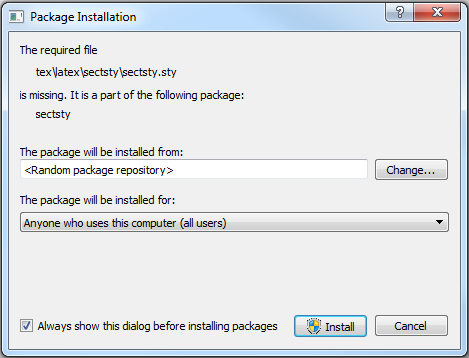 Package Installation
The required file
tex\latex\sectsty\sectsty.sty
is missing. It is a part of the following package:
sectsty
The package will be installed from:
<Random package repository>
Change...
The package will be installed for:
Anyone who uses this computer (all users)
Always show this dialog before installing packages
Install
Cancel